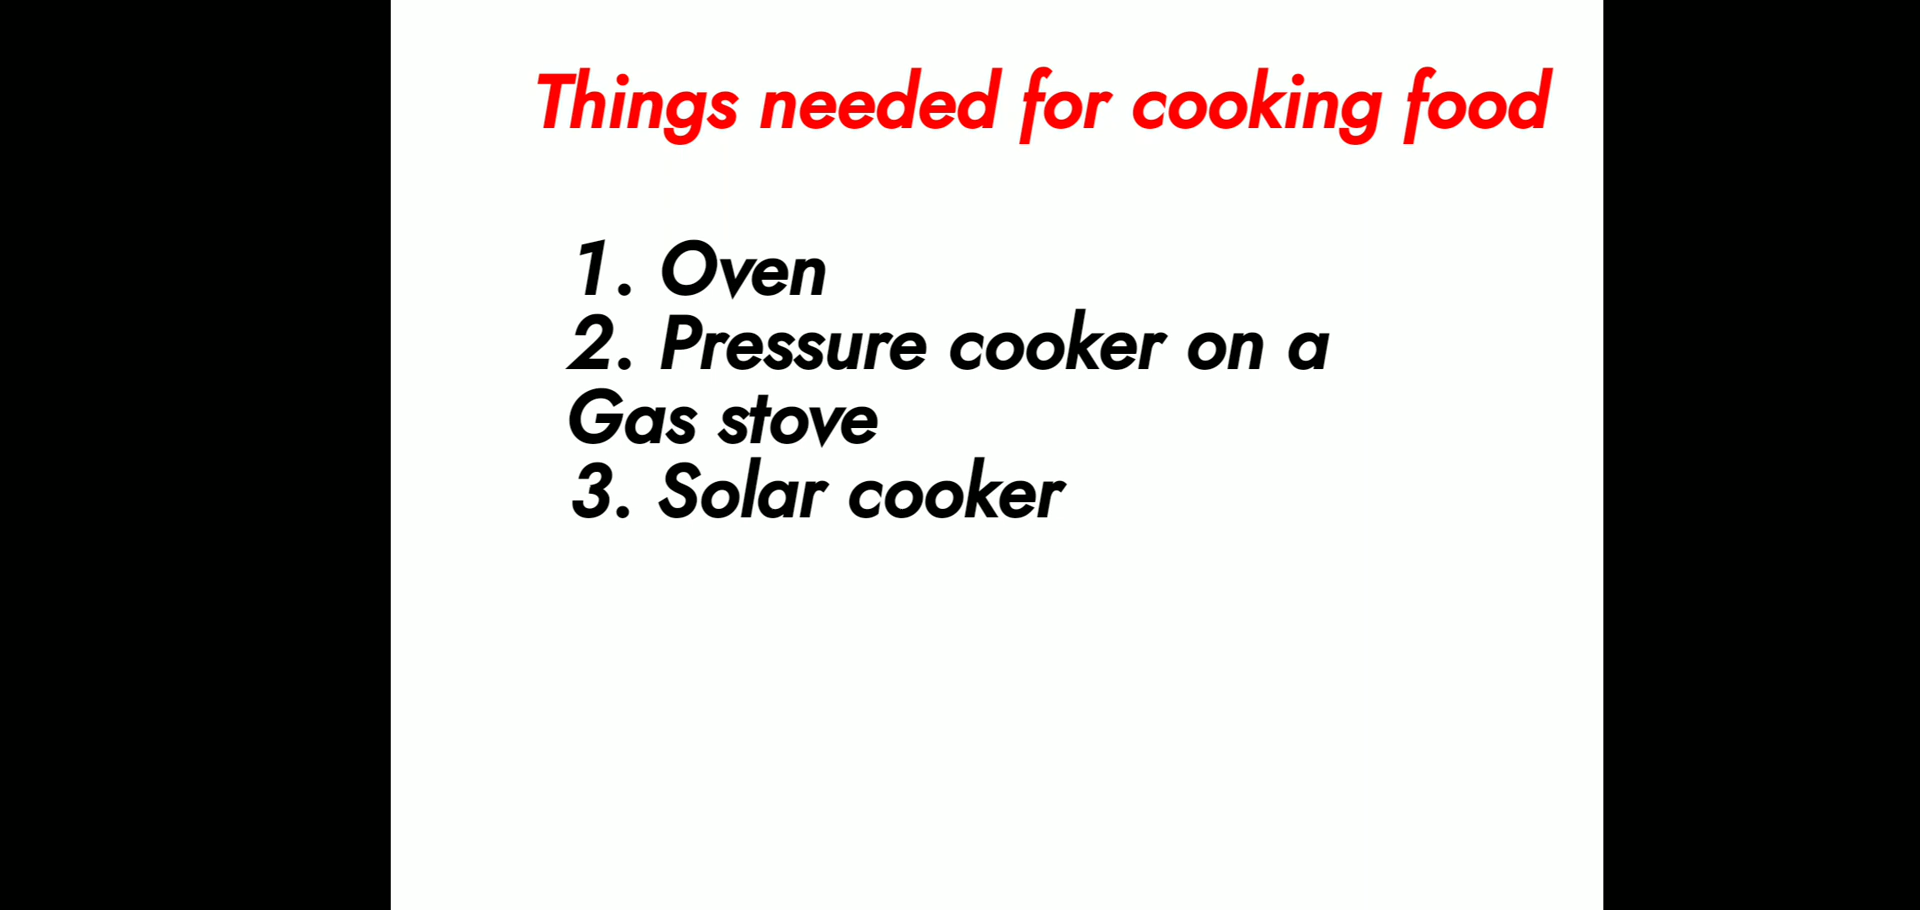 Things needed for cooking food
1. Oven
2. Pressure cooker on a
Gas stove
3. Solar cooker